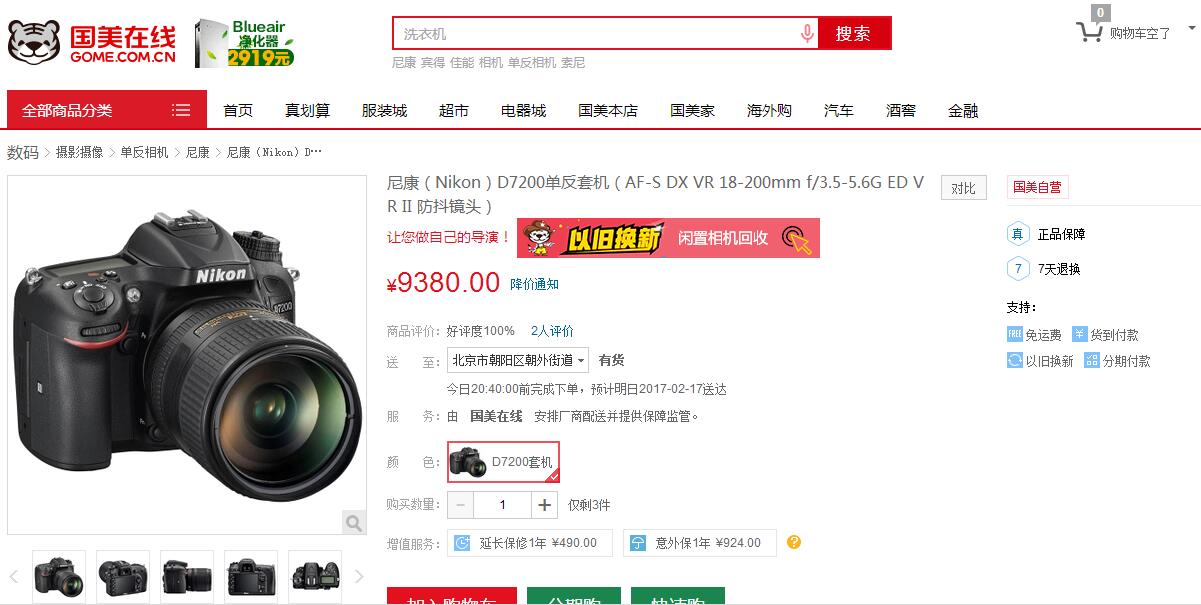 国美在线
GOME.COM.CN
Blueair
净化器
2919元
洗衣机
搜索
0
购物车空了
尼康 宾得 佳能 相机 单反相机 索尼
全部商品分类
首页 真划算 服装城 超市 电器城 国美本店 国美家 海外购 汽车 酒窖 金融
数码 > 摄影摄像 > 单反相机 > 尼康 > 尼康（Nikon）D…
尼康（Nikon）D7200单反套机（AF-S DX VR 18-200mm f/3.5-5.6G ED V
R II 防抖镜头）
对比
让您做自己的导演！
以旧换新 闲置相机回收
¥9380.00 降价通知
商品评价： 好评度100% 2人评价
送 至： 北京市朝阳区朝外街道 有货
今日20:40:00前完成下单，预计明日2017-02-17送达
服 务： 由 国美在线 安排厂商配送并提供保障监管。
颜 色： D7200套机
购买数量： − 1 + 仅剩3件
增值服务： 延长保修1年 ¥490.00 意外保1年 ¥924.00 ?
加入购物车 分期购 快速购
国美自营
真 正品保障
7 7天退换
支持：
FREE 免运费 ¥ 货到付款
以旧换新 分期付款
Nikon
D7200